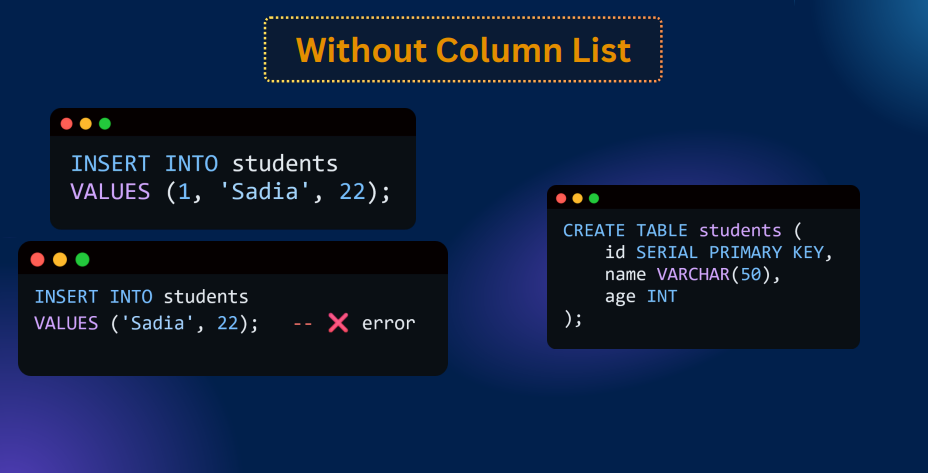 Without Column List
INSERT INTO students
VALUES (1, 'Sadia', 22);
INSERT INTO students
VALUES ('Sadia', 22);   -- ❌ error
CREATE TABLE students (
    id SERIAL PRIMARY KEY,
    name VARCHAR(50),
    age INT
);